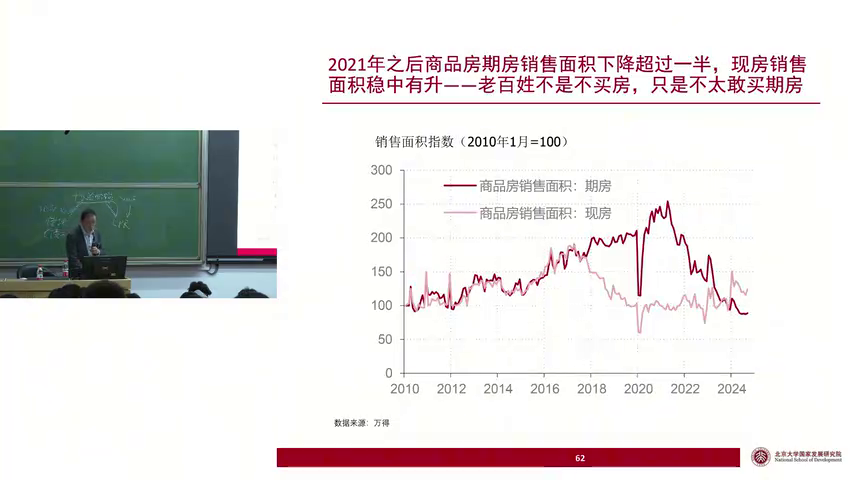 2021年之后商品房期房销售面积下降超过一半，现房销售
面积稳中有升——老百姓不是不买房，只是不太敢买期房
销售面积指数（2010年1月=100）
300
250
200
150
100
50
0
商品房销售面积：期房
商品房销售面积：现房
2010 2012 2014 2016 2018 2020 2022 2024
数据来源：万得
62
北京大学国家发展研究院
National School of Development